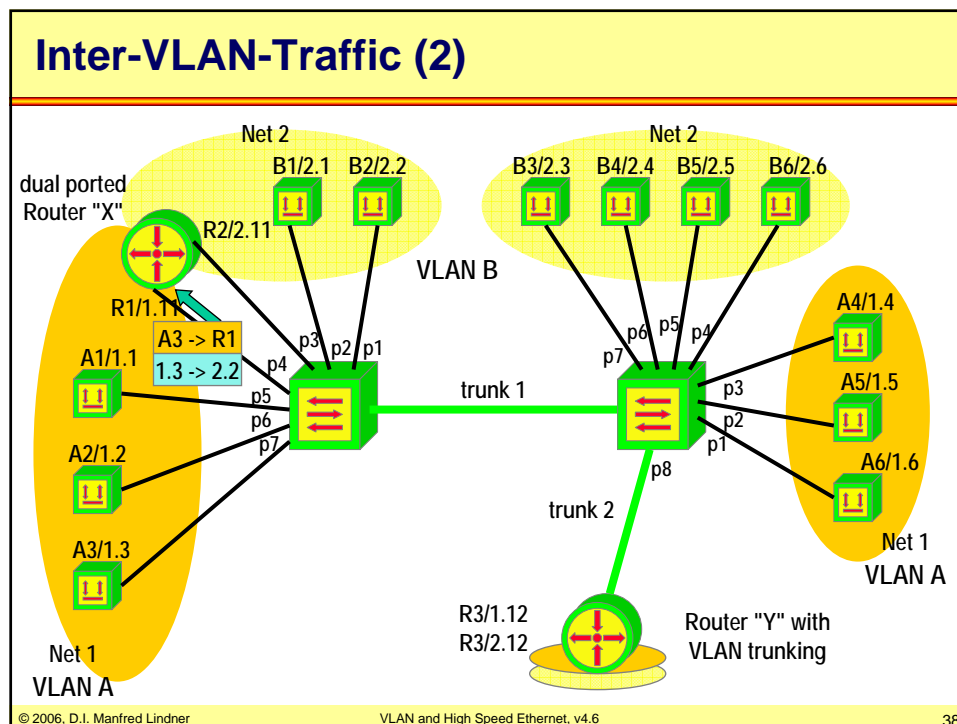 Inter-VLAN-Traffic (2)
Net 2
Net 2
B1/2.1
B2/2.2
B3/2.3
B4/2.4
B5/2.5
B6/2.6
dual ported
Router "X"
R2/2.11
VLAN B
R1/1.11
A3 -> R1
1.3 -> 2.2
p3
p2
p1
p4
p5
p6
p7
p7
p6
p5
p4
A4/1.4
A1/1.1
trunk 1
p3
A5/1.5
p2
p1
A2/1.2
A6/1.6
p8
trunk 2
A3/1.3
Net 1
VLAN A
R3/1.12
R3/2.12
Router "Y" with
VLAN trunking
Net 1
VLAN A
© 2006, D.I. Manfred Lindner
VLAN and High Speed Ethernet, v4.6
38